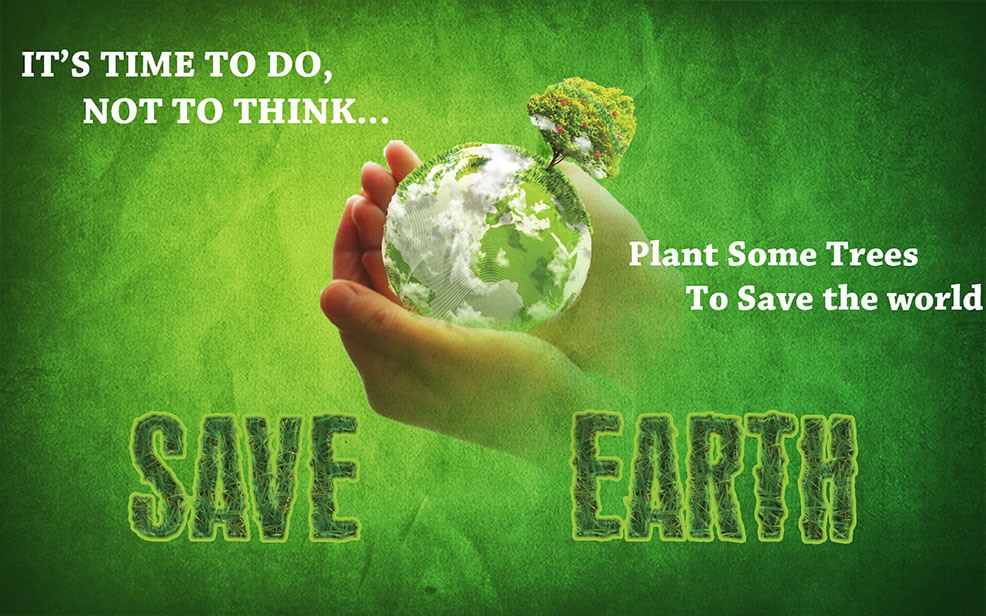 IT’S TIME TO DO,
NOT TO THINK...
Plant Some Trees
To Save the world
SAVE EARTH